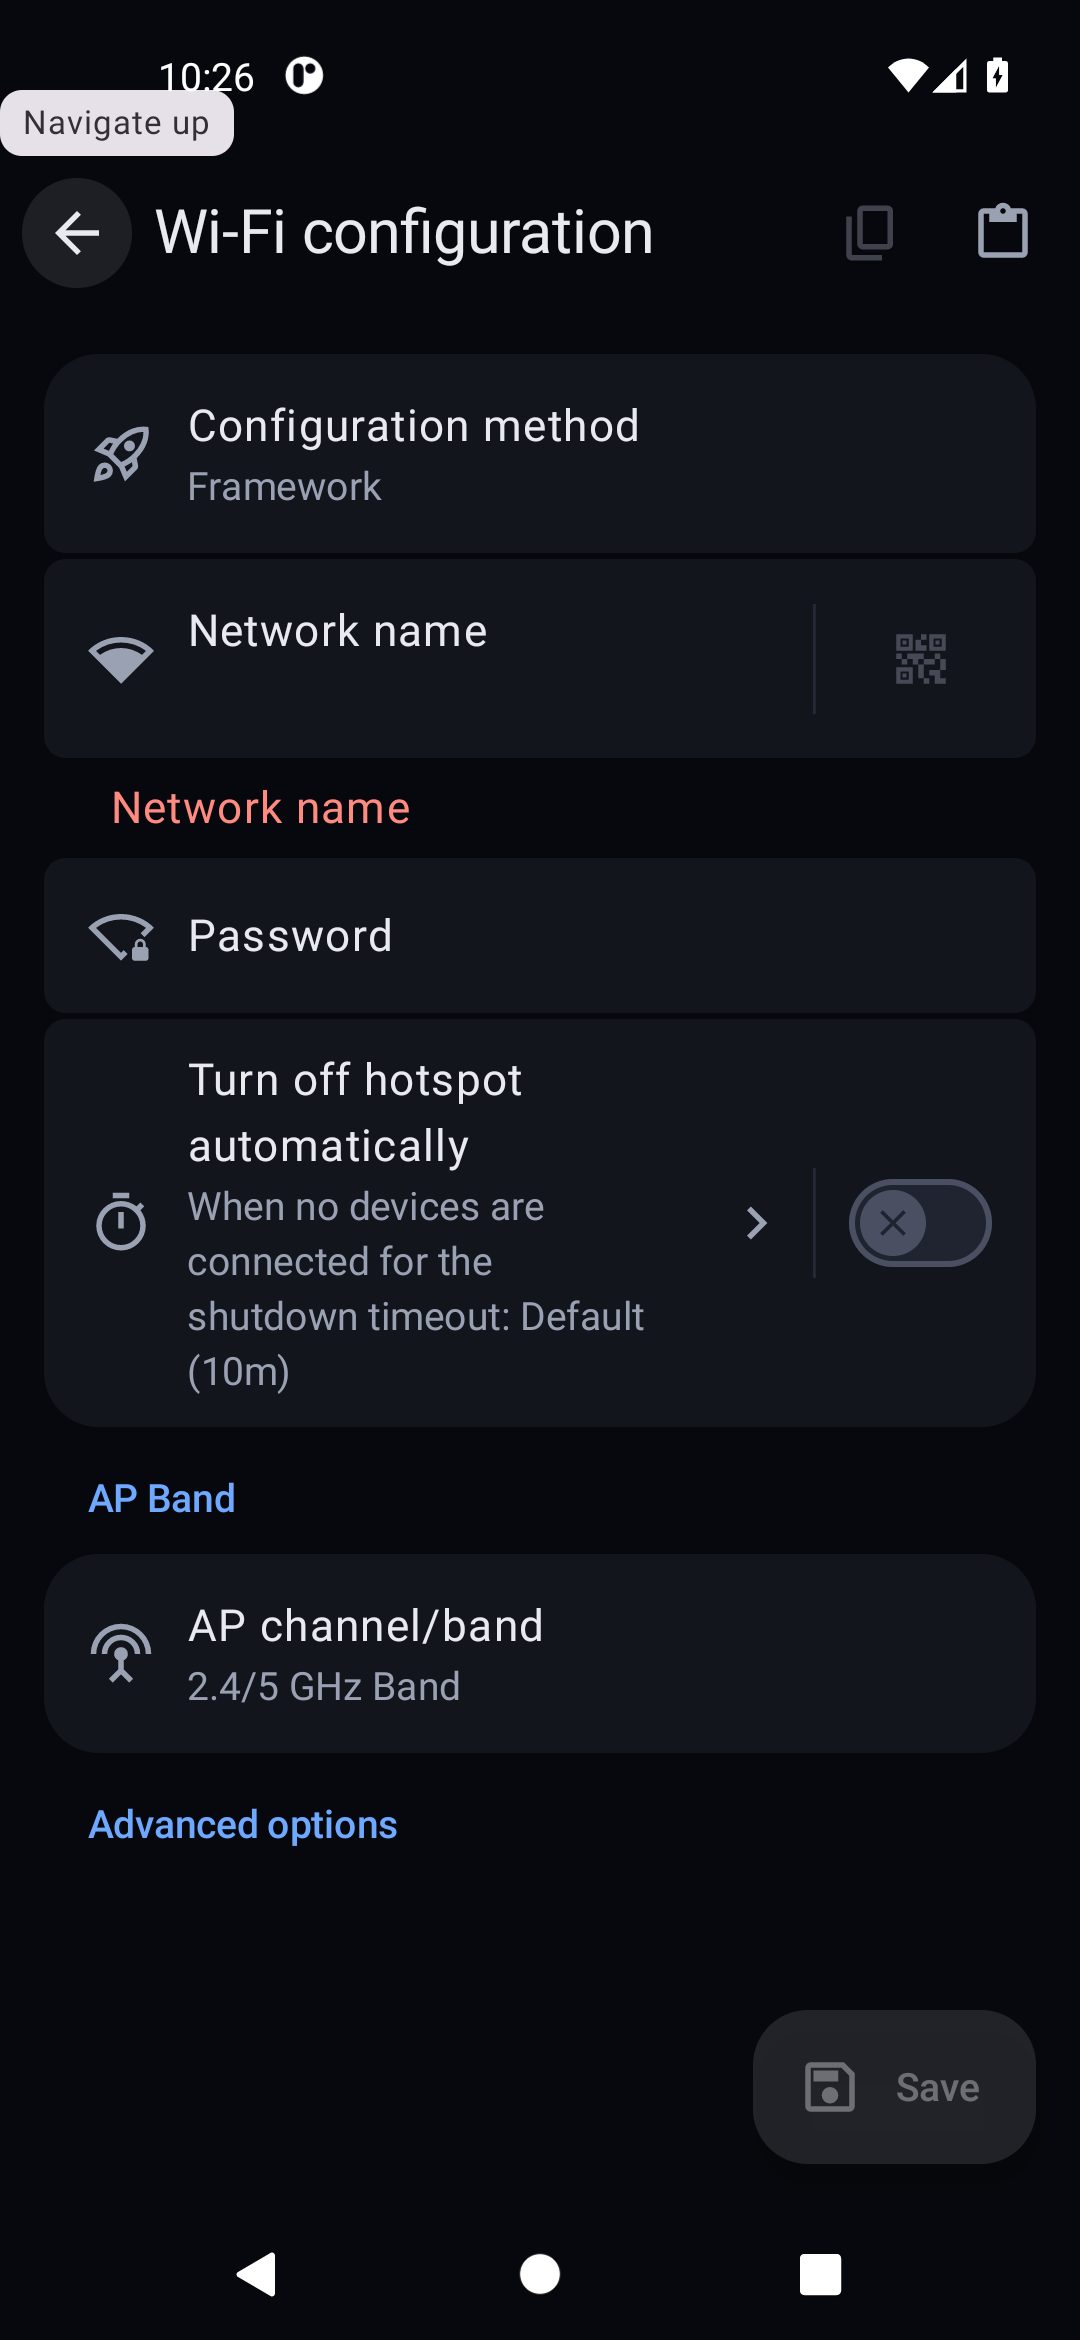 10:26
Navigate up
Wi-Fi configuration
Configuration method
Framework
Network name
Network name
Password
Turn off hotspot
automatically
When no devices are
connected for the
shutdown timeout: Default
(10m)
AP Band
AP channel/band
2.4/5 GHz Band
Advanced options
Save